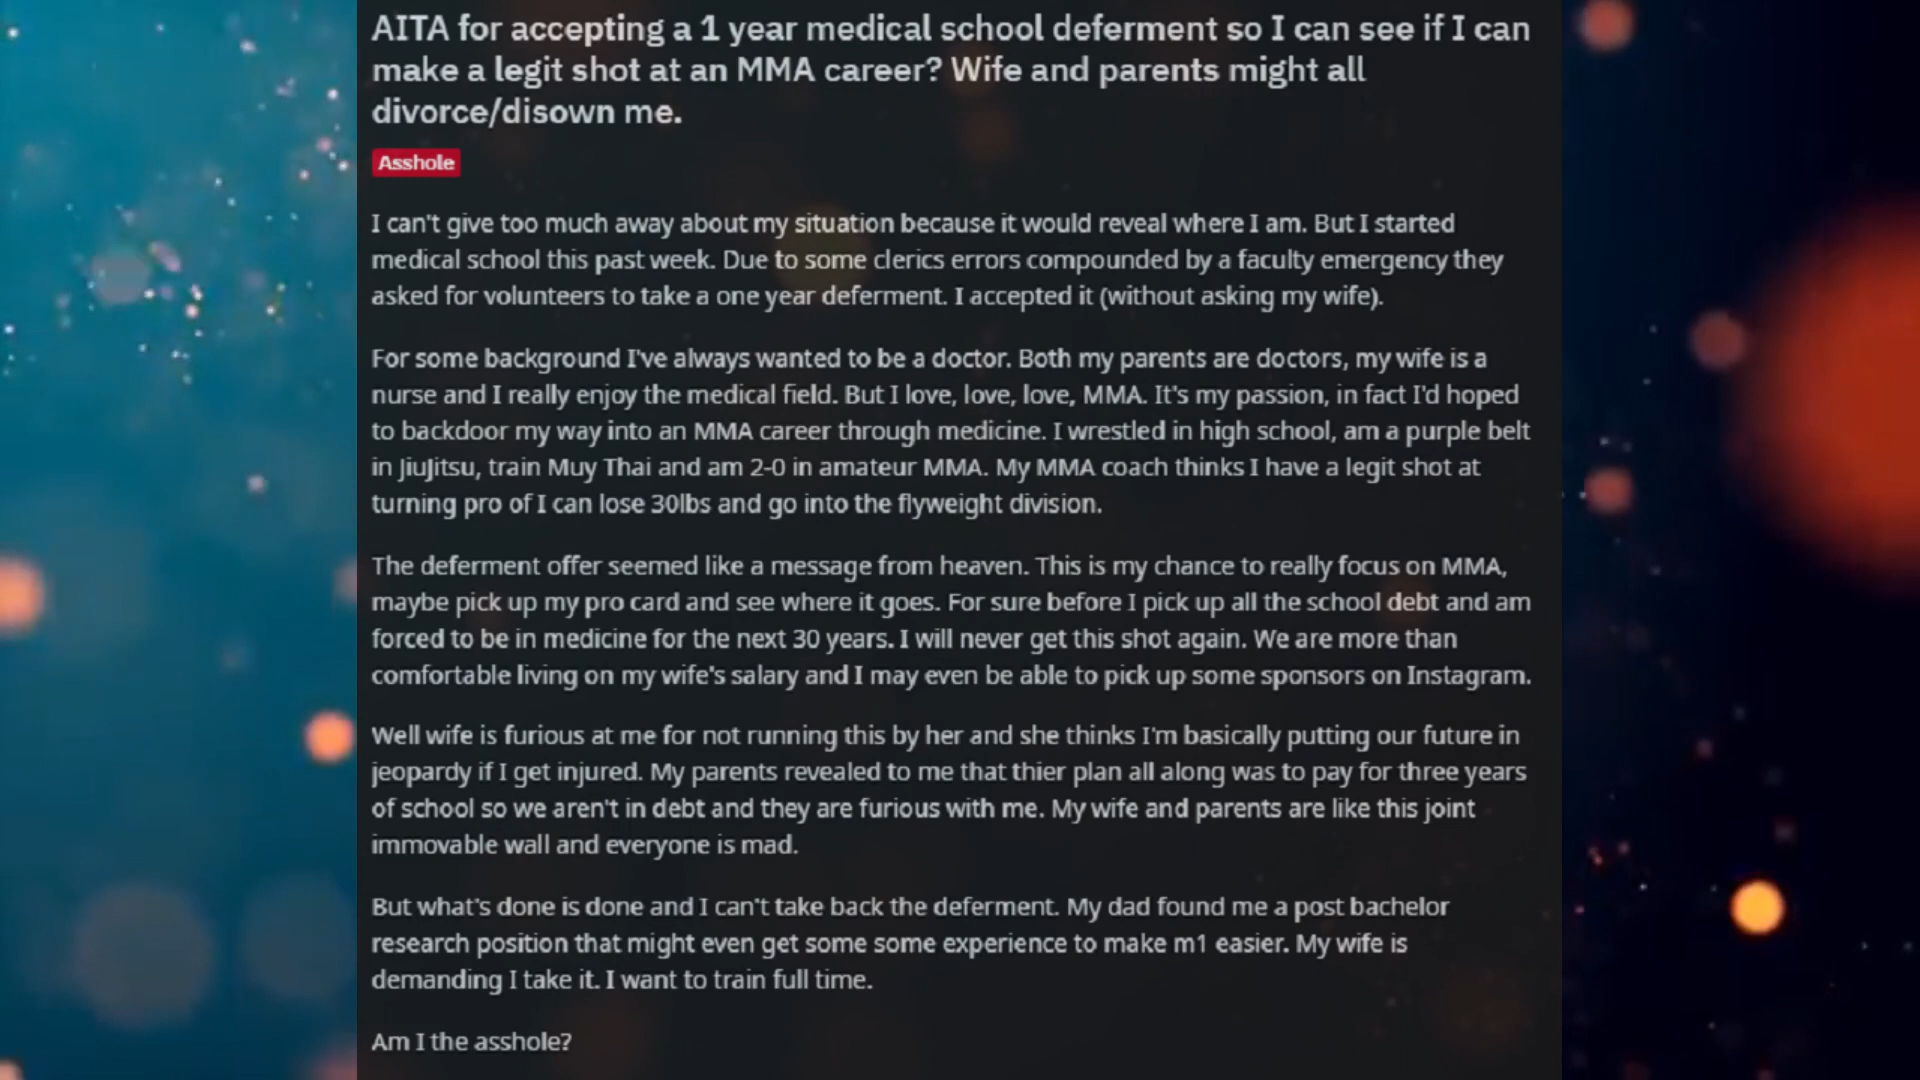 AITA for accepting a 1 year medical school deferment so I can see if I can
make a legit shot at an MMA career? Wife and parents might all
divorce/disown me.
Asshole
I can't give too much away about my situation because it would reveal where I am. But I started
medical school this past week. Due to some clerics errors compounded by a faculty emergency they
asked for volunteers to take a one year deferment. I accepted it (without asking my wife).
For some background I've always wanted to be a doctor. Both my parents are doctors, my wife is a
nurse and I really enjoy the medical field. But I love, love, love, MMA. It's my passion, in fact I'd hoped
to backdoor my way into an MMA career through medicine. I wrestled in high school, am a purple belt
in JiuJitsu, train Muy Thai and am 2-0 in amateur MMA. My MMA coach thinks I have a legit shot at
turning pro of I can lose 30lbs and go into the flyweight division.
The deferment offer seemed like a message from heaven. This is my chance to really focus on MMA,
maybe pick up my pro card and see where it goes. For sure before I pick up all the school debt and am
forced to be in medicine for the next 30 years. I will never get this shot again. We are more than
comfortable living on my wife's salary and I may even be able to pick up some sponsors on Instagram.
Well wife is furious at me for not running this by her and she thinks I'm basically putting our future in
jeopardy if I get injured. My parents revealed to me that thier plan all along was to pay for three years
of school so we aren't in debt and they are furious with me. My wife and parents are like this joint
immovable wall and everyone is mad.
But what's done is done and I can't take back the deferment. My dad found me a post bachelor
research position that might even get some some experience to make m1 easier. My wife is
demanding I take it. I want to train full time.
Am I the asshole?